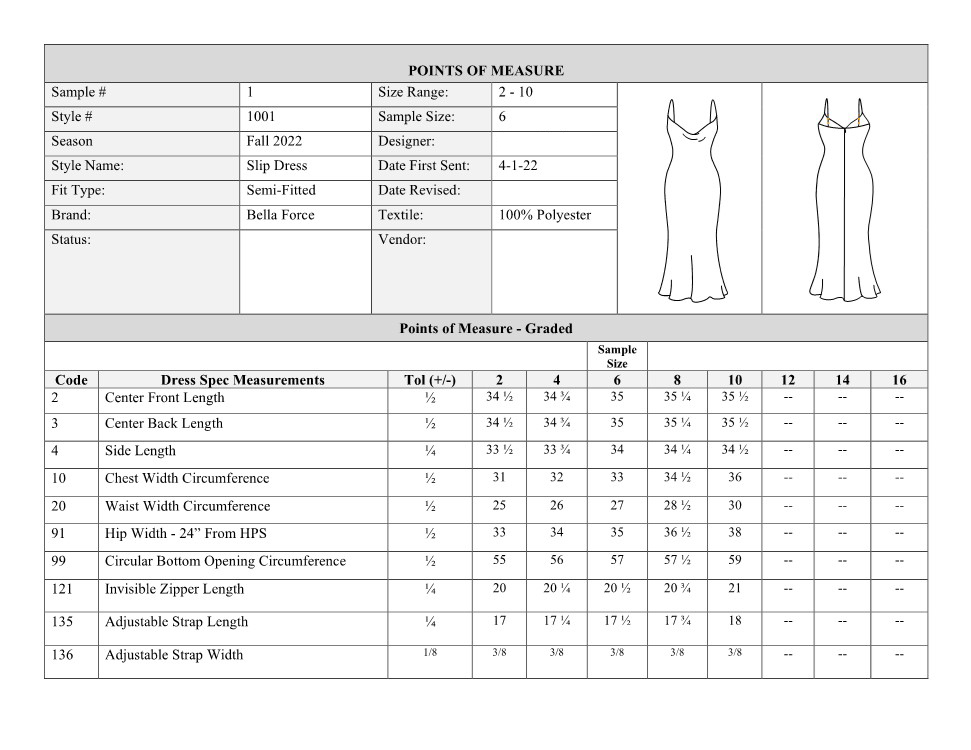 POINTS OF MEASURE
Sample # 1 Size Range: 2 - 10
Style # 1001 Sample Size: 6
Season Fall 2022 Designer:
Style Name: Slip Dress Date First Sent: 4-1-22
Fit Type: Semi-Fitted Date Revised:
Brand: Bella Force Textile: 100% Polyester
Status: Vendor:
Points of Measure - Graded
Sample
Size
Code Dress Spec Measurements Tol (+/-) 2 4 6 8 10 12 14 16
2 Center Front Length ½ 34 ½ 34 ¾ 35 35 ¼ 35 ½ -- -- --
3 Center Back Length ½ 34 ½ 34 ¾ 35 35 ¼ 35 ½ -- -- --
4 Side Length ¼ 33 ½ 33 ¾ 34 34 ¼ 34 ½ -- -- --
10 Chest Width Circumference ½ 31 32 33 34 ½ 36 -- -- --
20 Waist Width Circumference ½ 25 26 27 28 ½ 30 -- -- --
91 Hip Width - 24” From HPS ½ 33 34 35 36 ½ 38 -- -- --
99 Circular Bottom Opening Circumference ½ 55 56 57 57 ½ 59 -- -- --
121 Invisible Zipper Length ¼ 20 20 ¼ 20 ½ 20 ¾ 21 -- -- --
135 Adjustable Strap Length ¼ 17 17 ¼ 17 ½ 17 ¾ 18 -- -- --
136 Adjustable Strap Width 1/8 3/8 3/8 3/8 3/8 3/8 -- -- --